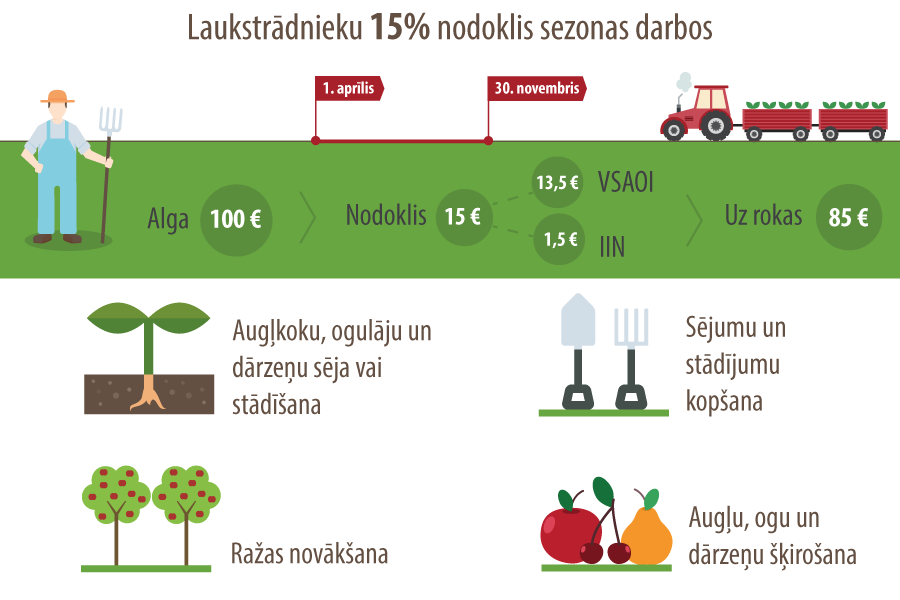 Laukstrādnieku 15% nodoklis sezonas darbos
1. aprīlis
30. novembris
Alga 100 €
Nodoklis 15 €
13,5 € VSAOI
1,5 € IIN
Uz rokas 85 €
Augļkoku, ogulāju un
dārzeņu sēja vai
stādīšana
Sējumu un
stādījumu
kopšana
Ražas novākšana
Augļu, ogu un
dārzeņu šķirošana